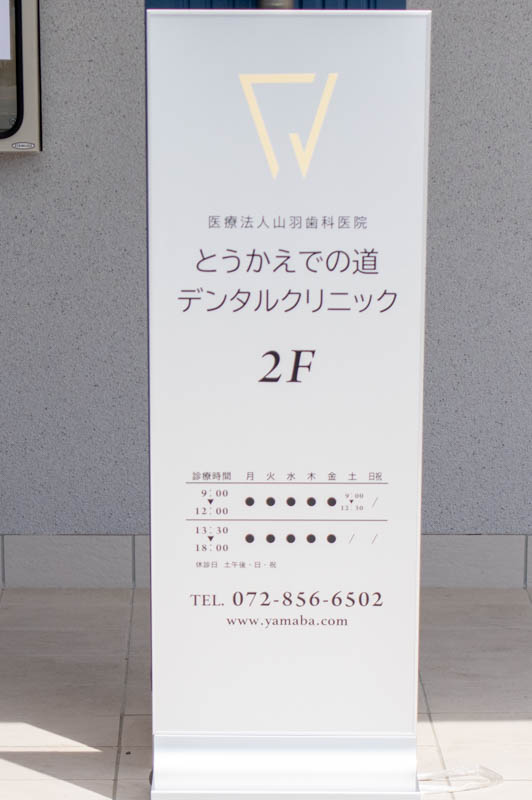 医療法人山羽歯科医院
とうかえでの道
デンタルクリニック
2F
診療時間 月 火 水 木 金 土 日祝
9:00 ▼ 12:00 ● ● ● ● ● 9:00 ▼ 12:30 /
13:30 ▼ 18:00 ● ● ● ● ● / /
休診日 土午後・日・祝
TEL. 072-856-6502
www.yamaba.com